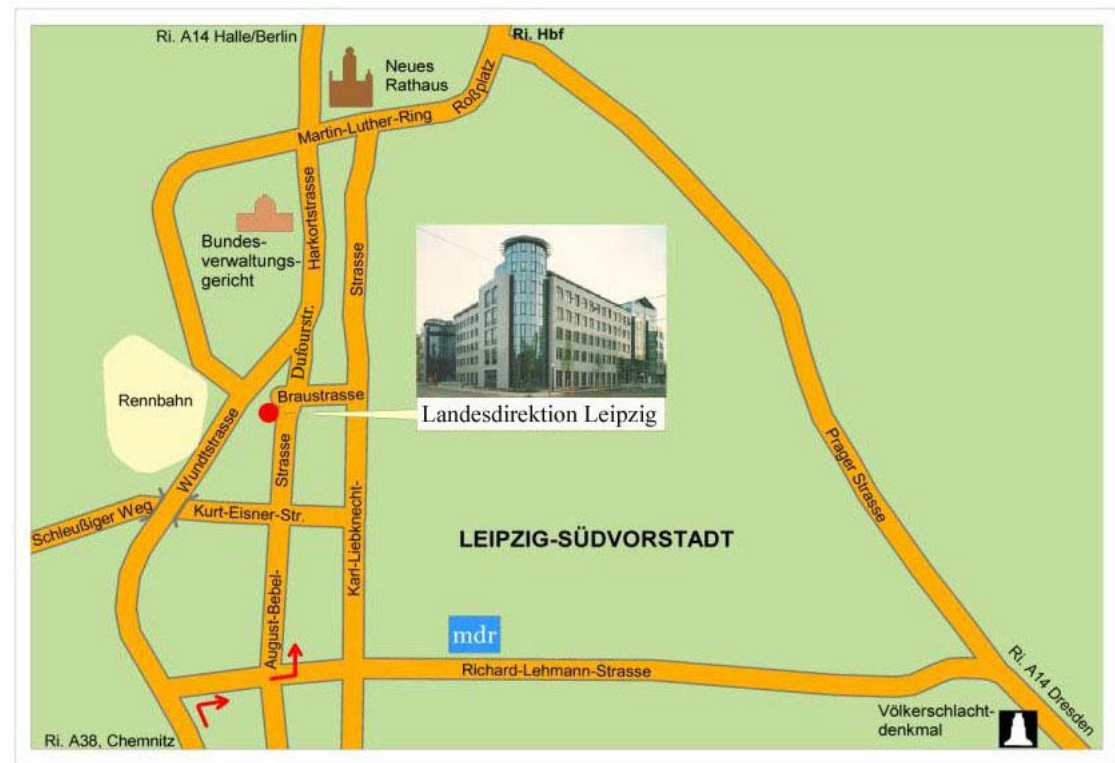 Ri. A14 Halle/Berlin
Ri. Hbf
Neues
Rathaus
Roßplatz
Martin-Luther-Ring
Harkortstrasse
Bundes-
verwaltungs-
gericht
Strasse
Dufourstr.
Rennbahn
Braustrasse
Landesdirektion Leipzig
Wundtstrasse
Strasse
Prager Strasse
Schleußiger Weg
Kurt-Eisner-Str.
Karl-Liebknecht-
LEIPZIG-SÜDVORSTADT
August-Bebel-
mdr
Richard-Lehmann-Strasse
Ri. A14 Dresden
Völkerschlacht-
denkmal
Ri. A38, Chemnitz